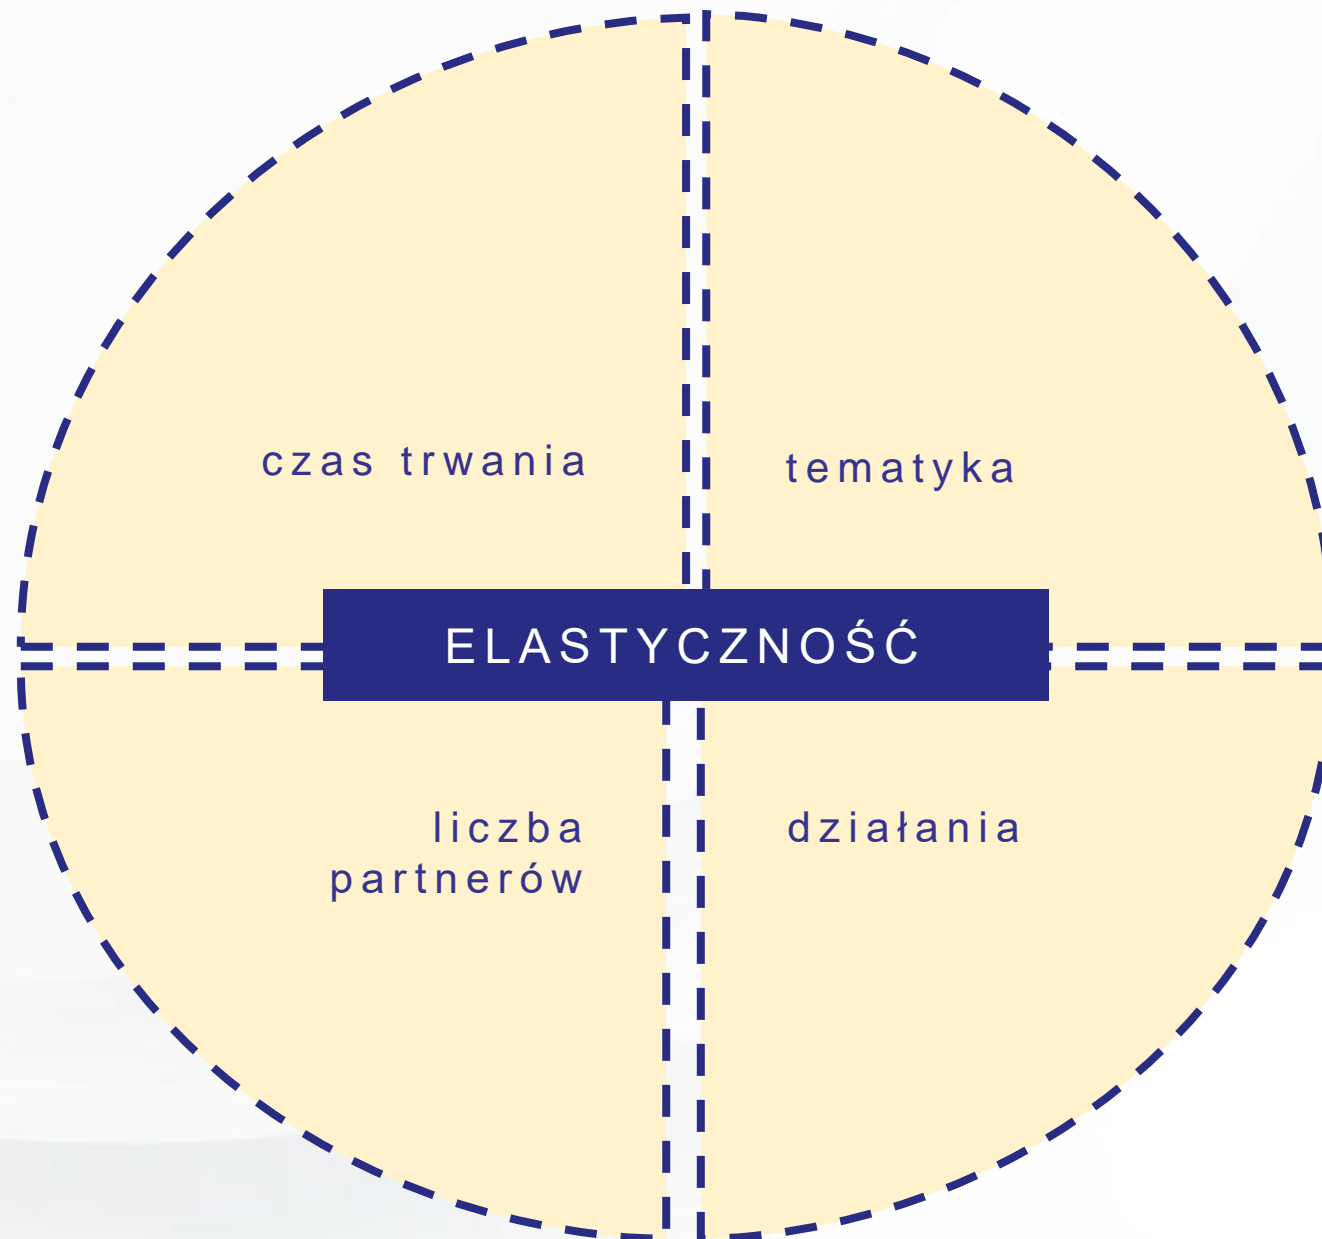 czas trwania
tematyka
ELASTYCZNOŚĆ
liczba
partnerów
działania